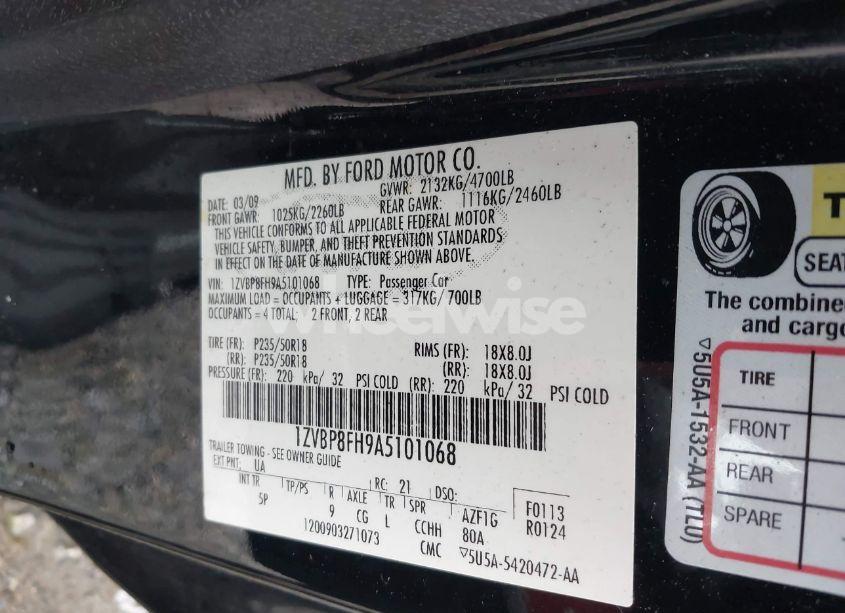 MFD. BY FORD MOTOR CO.
DATE: 03/09 GVWR: 2132KG/4700LB
FRONT GAWR: 1025KG/2260LB REAR GAWR: 1116KG/2460LB
THIS VEHICLE CONFORMS TO ALL APPLICABLE FEDERAL MOTOR
VEHICLE SAFETY, BUMPER, AND THEFT PREVENTION STANDARDS
IN EFFECT ON THE DATE OF MANUFACTURE SHOWN ABOVE.
VIN: 1ZVBP8FH9A5101068 TYPE: Passenger Car
MAXIMUM LOAD = OCCUPANTS + LUGGAGE = 317KG/ 700LB
OCCUPANTS = 4 TOTAL: 2 FRONT, 2 REAR
wheelwise
TIRE (FR): P235/50R18 RIMS (FR): 18X8.0J
(RR): P235/50R18 (RR): 18X8.0J
PRESSURE (FR): 220 kPa/ 32 PSI COLD (RR): 220 kPa/ 32 PSI COLD
1ZVBP8FH9A5101068
TRAILER TOWING - SEE OWNER GUIDE
EXT PNT: UA RC: 21 DSO:
INT TR TP/PS R AXLE TR SPR AZF1G F0113
5P 9 CG L CCHH 80A R0124
1200903271073 CMC ▽5U5A-5420472-AA
T
SEAT
The combine
and cargo
TIRE
FRONT
REAR
SPARE
▽5U5A-1532-AA (TLU)